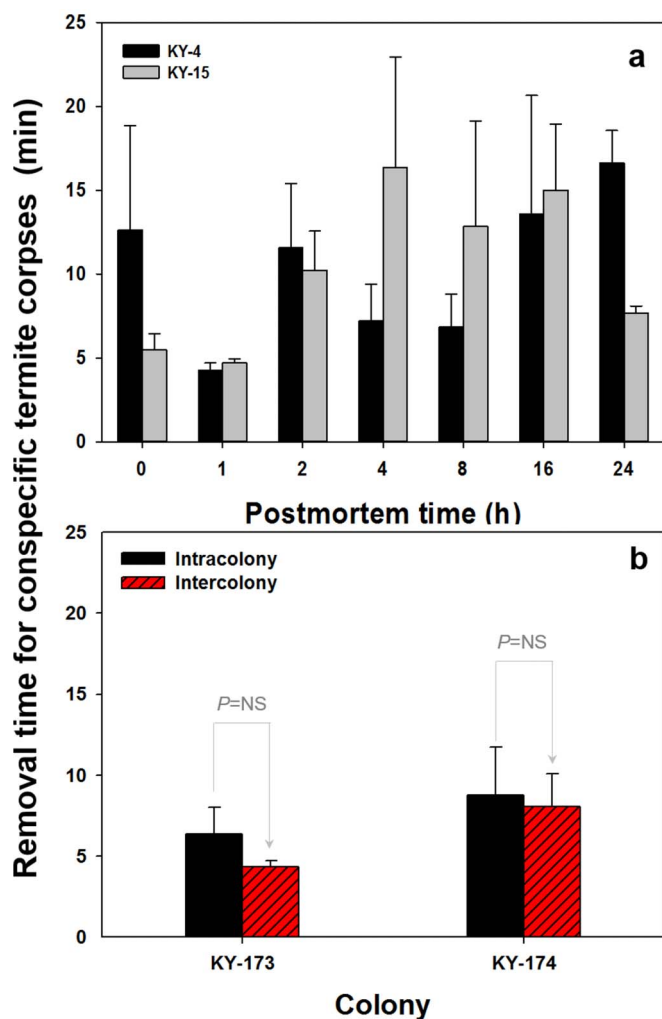 Removal time for conspecific termite corpses (min)
25
20
15
10
5
0
KY-4
KY-15
a
0 1 2 4 8 16 24
Postmortem time (h)
25
20
15
10
5
0
Intracolony
Intercolony
b
P=NS
P=NS
KY-173 KY-174
Colony